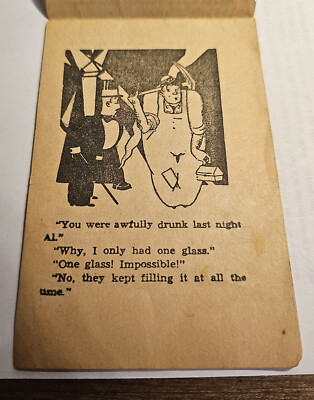 "You were awfully drunk last night
Al."
"Why, I only had one glass."
"One glass! Impossible!"
"No, they kept filling it at all the
time."